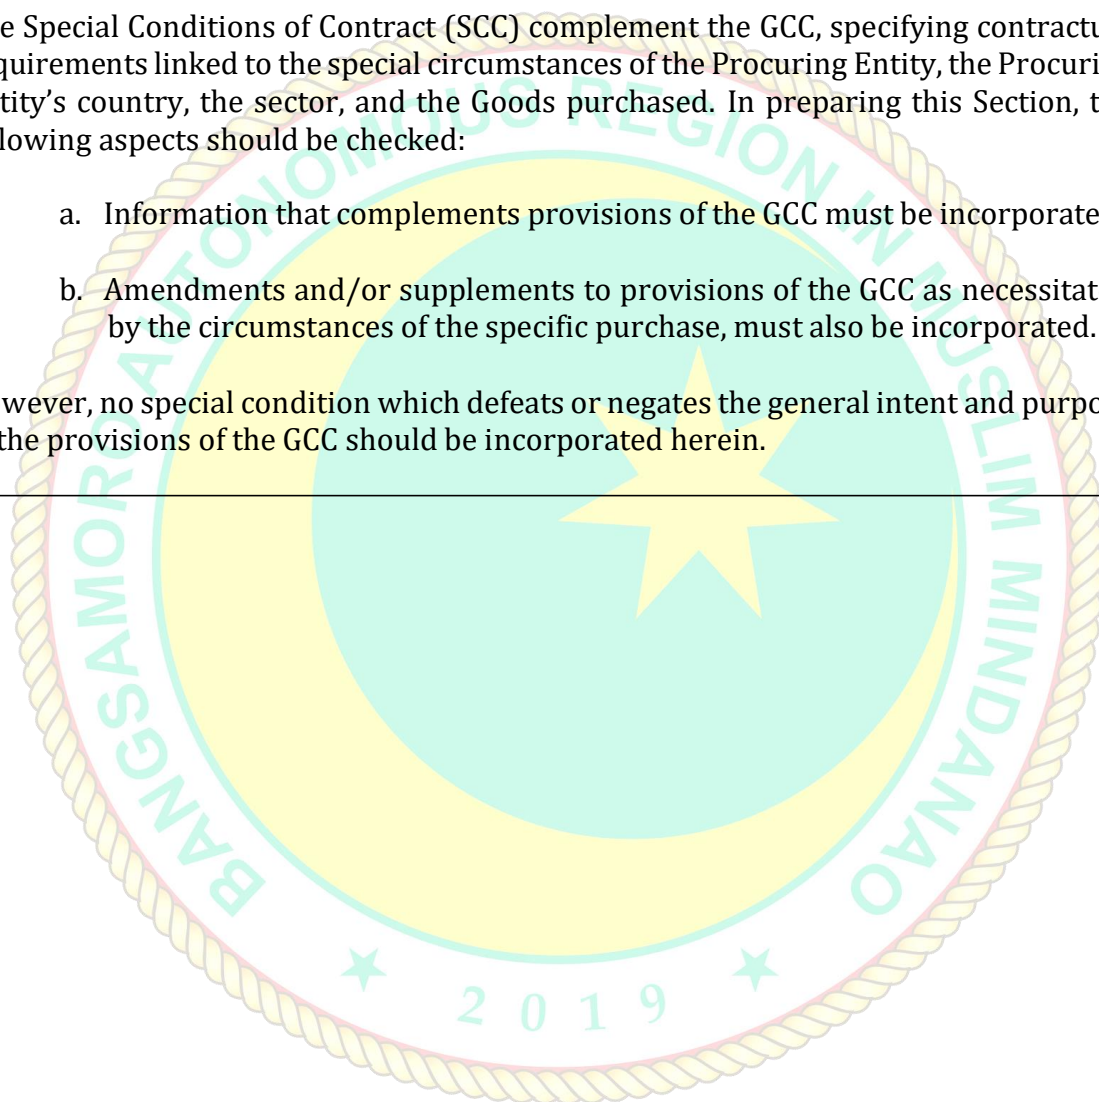 e Special Conditions of Contract (SCC) complement the GCC, specifying contractu
quirements linked to the special circumstances of the Procuring Entity, the Procuri
tity’s country, the sector, and the Goods purchased. In preparing this Section, t
lowing aspects should be checked:
a. Information that complements provisions of the GCC must be incorporate
b. Amendments and/or supplements to provisions of the GCC as necessitat
by the circumstances of the specific purchase, must also be incorporated.
wever, no special condition which defeats or negates the general intent and purpo
the provisions of the GCC should be incorporated herein.
BANGSAMORO AUTONOMOUS REGION IN MUSLIM MINDANAO
2019